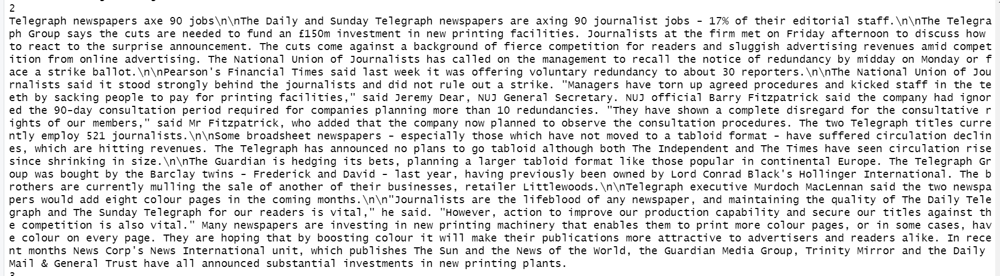 2
Telegraph newspapers axe 90 jobs\n\nThe Daily and Sunday Telegraph newspapers are axing 90 journalist jobs - 17% of their editorial staff.\n\nThe Telegra
ph Group says the cuts are needed to fund an £150m investment in new printing facilities. Journalists at the firm met on Friday afternoon to discuss how
to react to the surprise announcement. The cuts come against a background of fierce competition for readers and sluggish advertising revenues amid compet
ition from online advertising. The National Union of Journalists has called on the management to recall the notice of redundancy by midday on Monday or f
ace a strike ballot.\n\nPearson's Financial Times said last week it was offering voluntary redundancy to about 30 reporters.\n\nThe National Union of Jou
rnalists said it stood strongly behind the journalists and did not rule out a strike. "Managers have torn up agreed procedures and kicked staff in the te
eth by sacking people to pay for printing facilities," said Jeremy Dear, NUJ General Secretary. NUJ official Barry Fitzpatrick said the company had ignor
ed the 90-day consultation period required for companies planning more than 10 redundancies. "They have shown a complete disregard for the consultative r
ights of our members," said Mr Fitzpatrick, who added that the company now planned to observe the consultation procedures. The two Telegraph titles curre
ntly employ 521 journalists.\n\nSome broadsheet newspapers - especially those which have not moved to a tabloid format - have suffered circulation declin
es, which are hitting revenues. The Telegraph has announced no plans to go tabloid although both The Independent and The Times have seen circulation rise
since shrinking in size.\n\nThe Guardian is hedging its bets, planning a larger tabloid format like those popular in continental Europe. The Telegraph Gr
oup was bought by the Barclay twins - Frederick and David - last year, having previously been owned by Lord Conrad Black's Hollinger International. The b
rothers are currently mulling the sale of another of their businesses, retailer Littlewoods.\n\nTelegraph executive Murdoch MacLennan said the two newspa
pers would add eight colour pages in the coming months.\n\n"Journalists are the lifeblood of any newspaper, and maintaining the quality of The Daily Tele
graph and The Sunday Telegraph for our readers is vital," he said. "However, action to improve our production capability and secure our titles against th
e competition is also vital." Many newspapers are investing in new printing machinery that enables them to print more colour pages, or in some cases, hav
e colour on every page. They are hoping that by boosting colour it will make their publications more attractive to advertisers and readers alike. In rece
nt months News Corp's News International unit, which publishes The Sun and the News of the World, the Guardian Media Group, Trinity Mirror and the Daily
Mail & General Trust have all announced substantial investments in new printing plants.